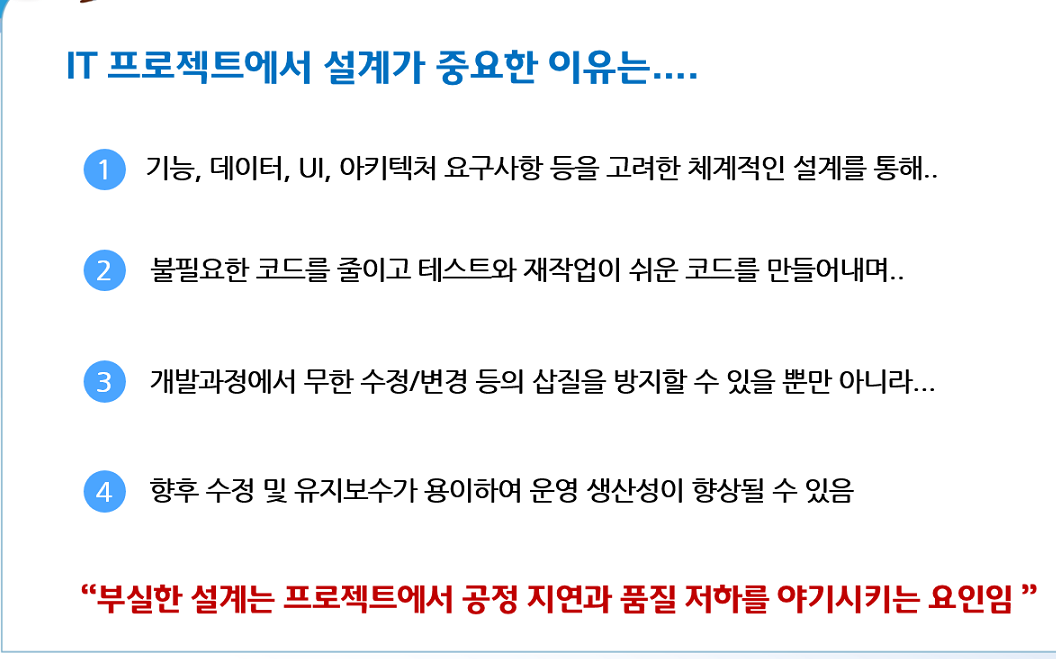 IT 프로젝트에서 설계가 중요한 이유는....
1 기능, 데이터, UI, 아키텍처 요구사항 등을 고려한 체계적인 설계를 통해..
2 불필요한 코드를 줄이고 테스트와 재작업이 쉬운 코드를 만들어내며..
3 개발과정에서 무한 수정/변경 등의 삽질을 방지할 수 있을 뿐만 아니라...
4 향후 수정 및 유지보수가 용이하여 운영 생산성이 향상될 수 있음
“부실한 설계는 프로젝트에서 공정 지연과 품질 저하를 야기시키는 요인임 ”